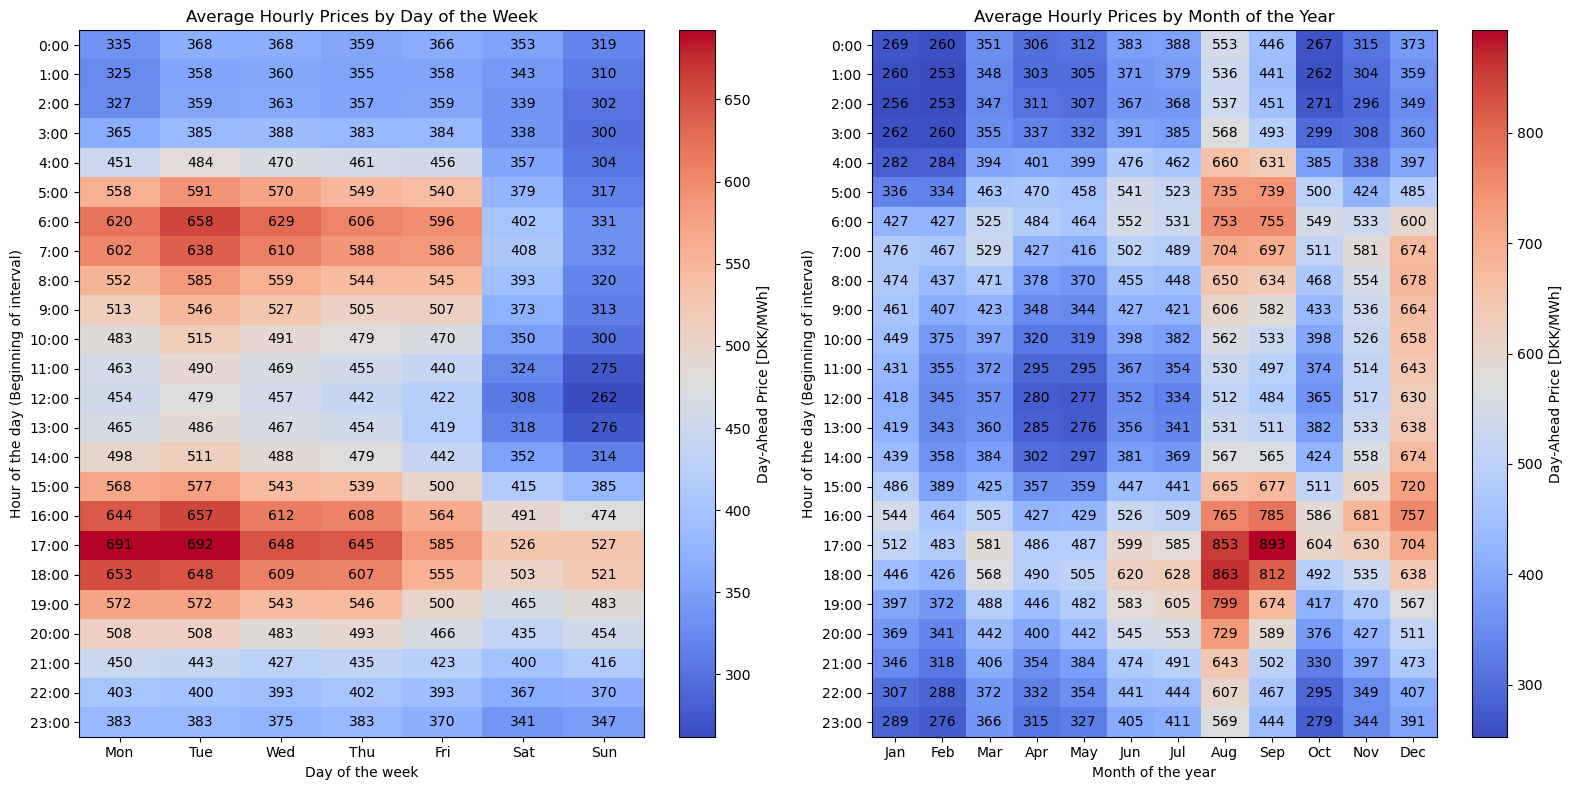 Average Hourly Prices by Day of the Week
0:00 335 368 368 359 366 353 319
1:00 325 358 360 355 358 343 310
2:00 327 359 363 357 359 339 302
3:00 365 385 388 383 384 338 300
4:00 451 484 470 461 456 357 304
5:00 558 591 570 549 540 379 317
6:00 620 658 629 606 596 402 331
7:00 602 638 610 588 586 408 332
8:00 552 585 559 544 545 393 320
9:00 513 546 527 505 507 373 313
10:00 483 515 491 479 470 350 300
11:00 463 490 469 455 440 324 275
12:00 454 479 457 442 422 308 262
13:00 465 486 467 454 419 318 276
14:00 498 511 488 479 442 352 314
15:00 568 577 543 539 500 415 385
16:00 644 657 612 608 564 491 474
17:00 691 692 648 645 585 526 527
18:00 653 648 609 607 555 503 521
19:00 572 572 543 546 500 465 483
20:00 508 508 483 493 466 435 454
21:00 450 443 427 435 423 400 416
22:00 403 400 393 402 393 367 370
23:00 383 383 375 383 370 341 347
Mon Tue Wed Thu Fri Sat Sun
Day of the week
Hour of the day (Beginning of interval)
650
600
550
500
450
400
350
300
Day-Ahead Price [DKK/MWh]
Average Hourly Prices by Month of the Year
0:00 269 260 351 306 312 383 388 553 446 267 315 373
1:00 260 253 348 303 305 371 379 536 441 262 304 359
2:00 256 253 347 311 307 367 368 537 451 271 296 349
3:00 262 260 355 337 332 391 385 568 493 299 308 360
4:00 282 284 394 401 399 476 462 660 631 385 338 397
5:00 336 334 463 470 458 541 523 735 739 500 424 485
6:00 427 427 525 484 464 552 531 753 755 549 533 600
7:00 476 467 529 427 416 502 489 704 697 511 581 674
8:00 474 437 471 378 370 455 448 650 634 468 554 678
9:00 461 407 423 348 344 427 421 606 582 433 536 664
10:00 449 375 397 320 319 398 382 562 533 398 526 658
11:00 431 355 372 295 295 367 354 530 497 374 514 643
12:00 418 345 357 280 277 352 334 512 484 365 517 630
13:00 419 343 360 285 276 356 341 531 511 382 533 638
14:00 439 358 384 302 297 381 369 567 565 424 558 674
15:00 486 389 425 357 359 447 441 665 677 511 605 720
16:00 544 464 505 427 429 526 509 765 785 586 681 757
17:00 512 483 581 486 487 599 585 853 893 604 630 704
18:00 446 426 568 490 505 620 628 863 812 492 535 638
19:00 397 372 488 446 482 583 605 799 674 417 470 567
20:00 369 341 442 400 442 545 553 729 589 376 427 511
21:00 346 318 406 354 384 474 491 643 502 330 397 473
22:00 307 288 372 332 354 441 444 607 467 295 349 407
23:00 289 276 366 315 327 405 411 569 444 279 344 391
Jan Feb Mar Apr May Jun Jul Aug Sep Oct Nov Dec
Month of the year
Hour of the day (Beginning of interval)
800
700
600
500
400
300
Day-Ahead Price [DKK/MWh]